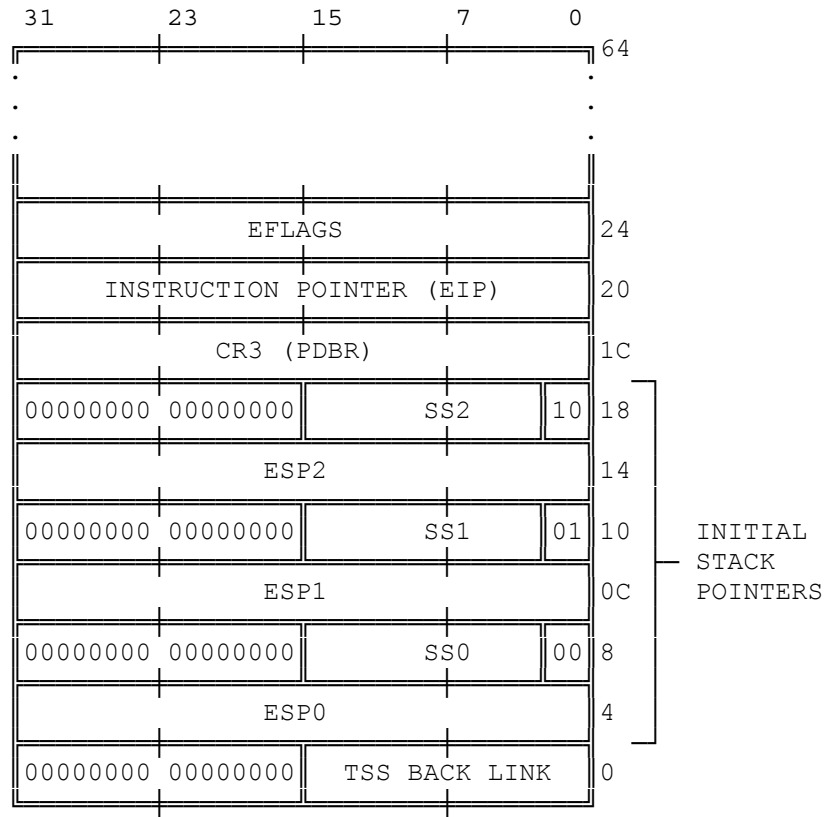 31 23 15 7 0
64
EFLAGS 24
INSTRUCTION POINTER (EIP) 20
CR3 (PDBR) 1C
00000000 00000000 SS2 10 18
ESP2 14
00000000 00000000 SS1 01 10 INITIAL
STACK
ESP1 0C POINTERS
00000000 00000000 SS0 00 8
ESP0 4
00000000 00000000 TSS BACK LINK 0